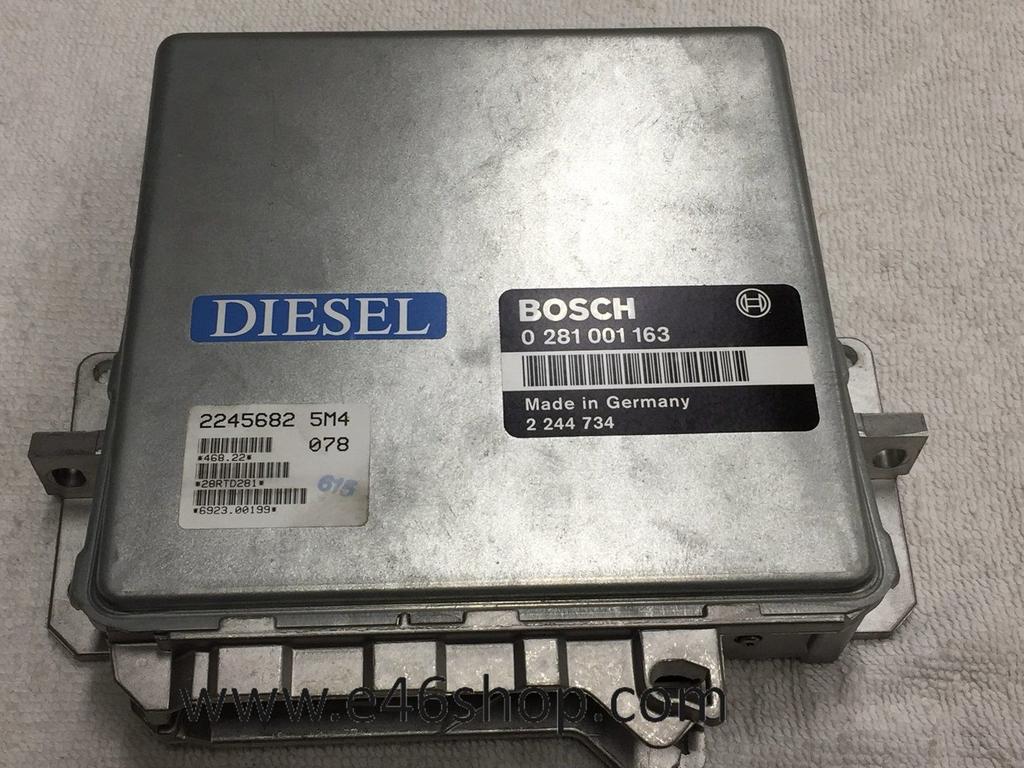 DIESEL
BOSCH
0 281 001 163
Made in Germany
2 244 734
2245682 5M4
078
*468.22*
*28RTD281*
615
*6923.00199*
www.e46shop.com